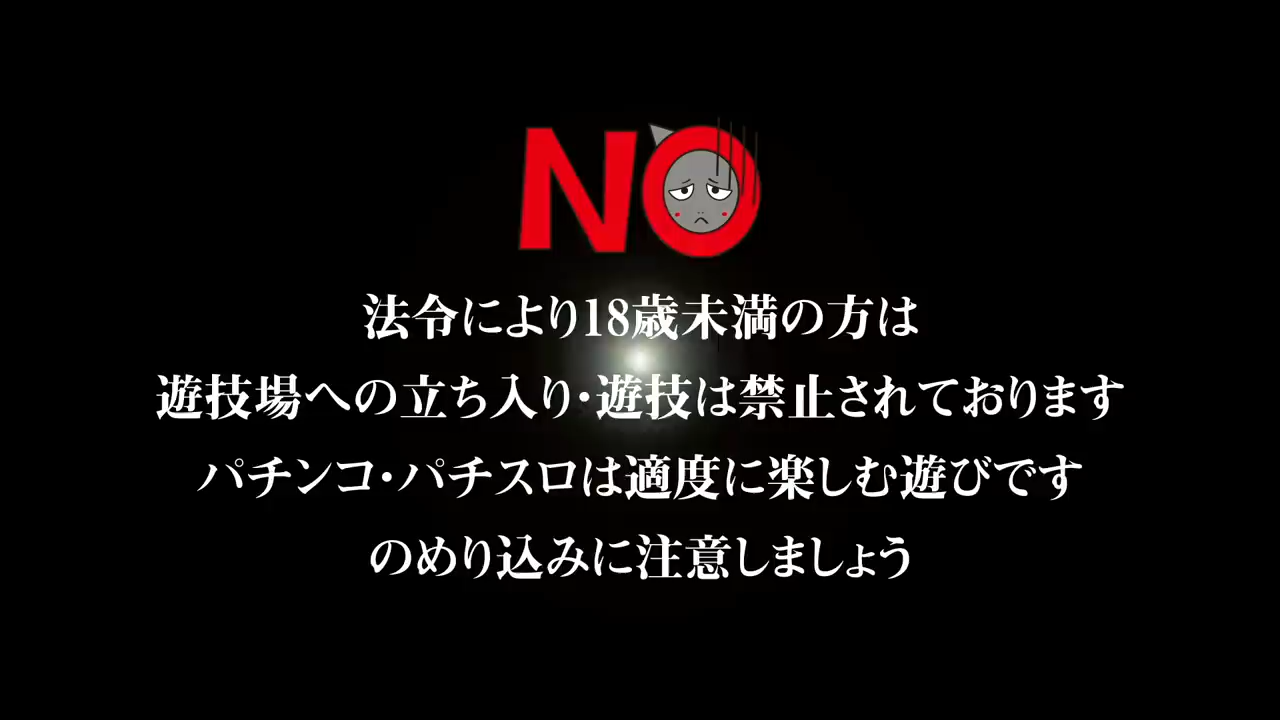 NO
法令により18歳未満の方は
遊技場への立ち入り・遊技は禁止されております
パチンコ・パチスロは適度に楽しむ遊びです
のめり込みに注意しましょう